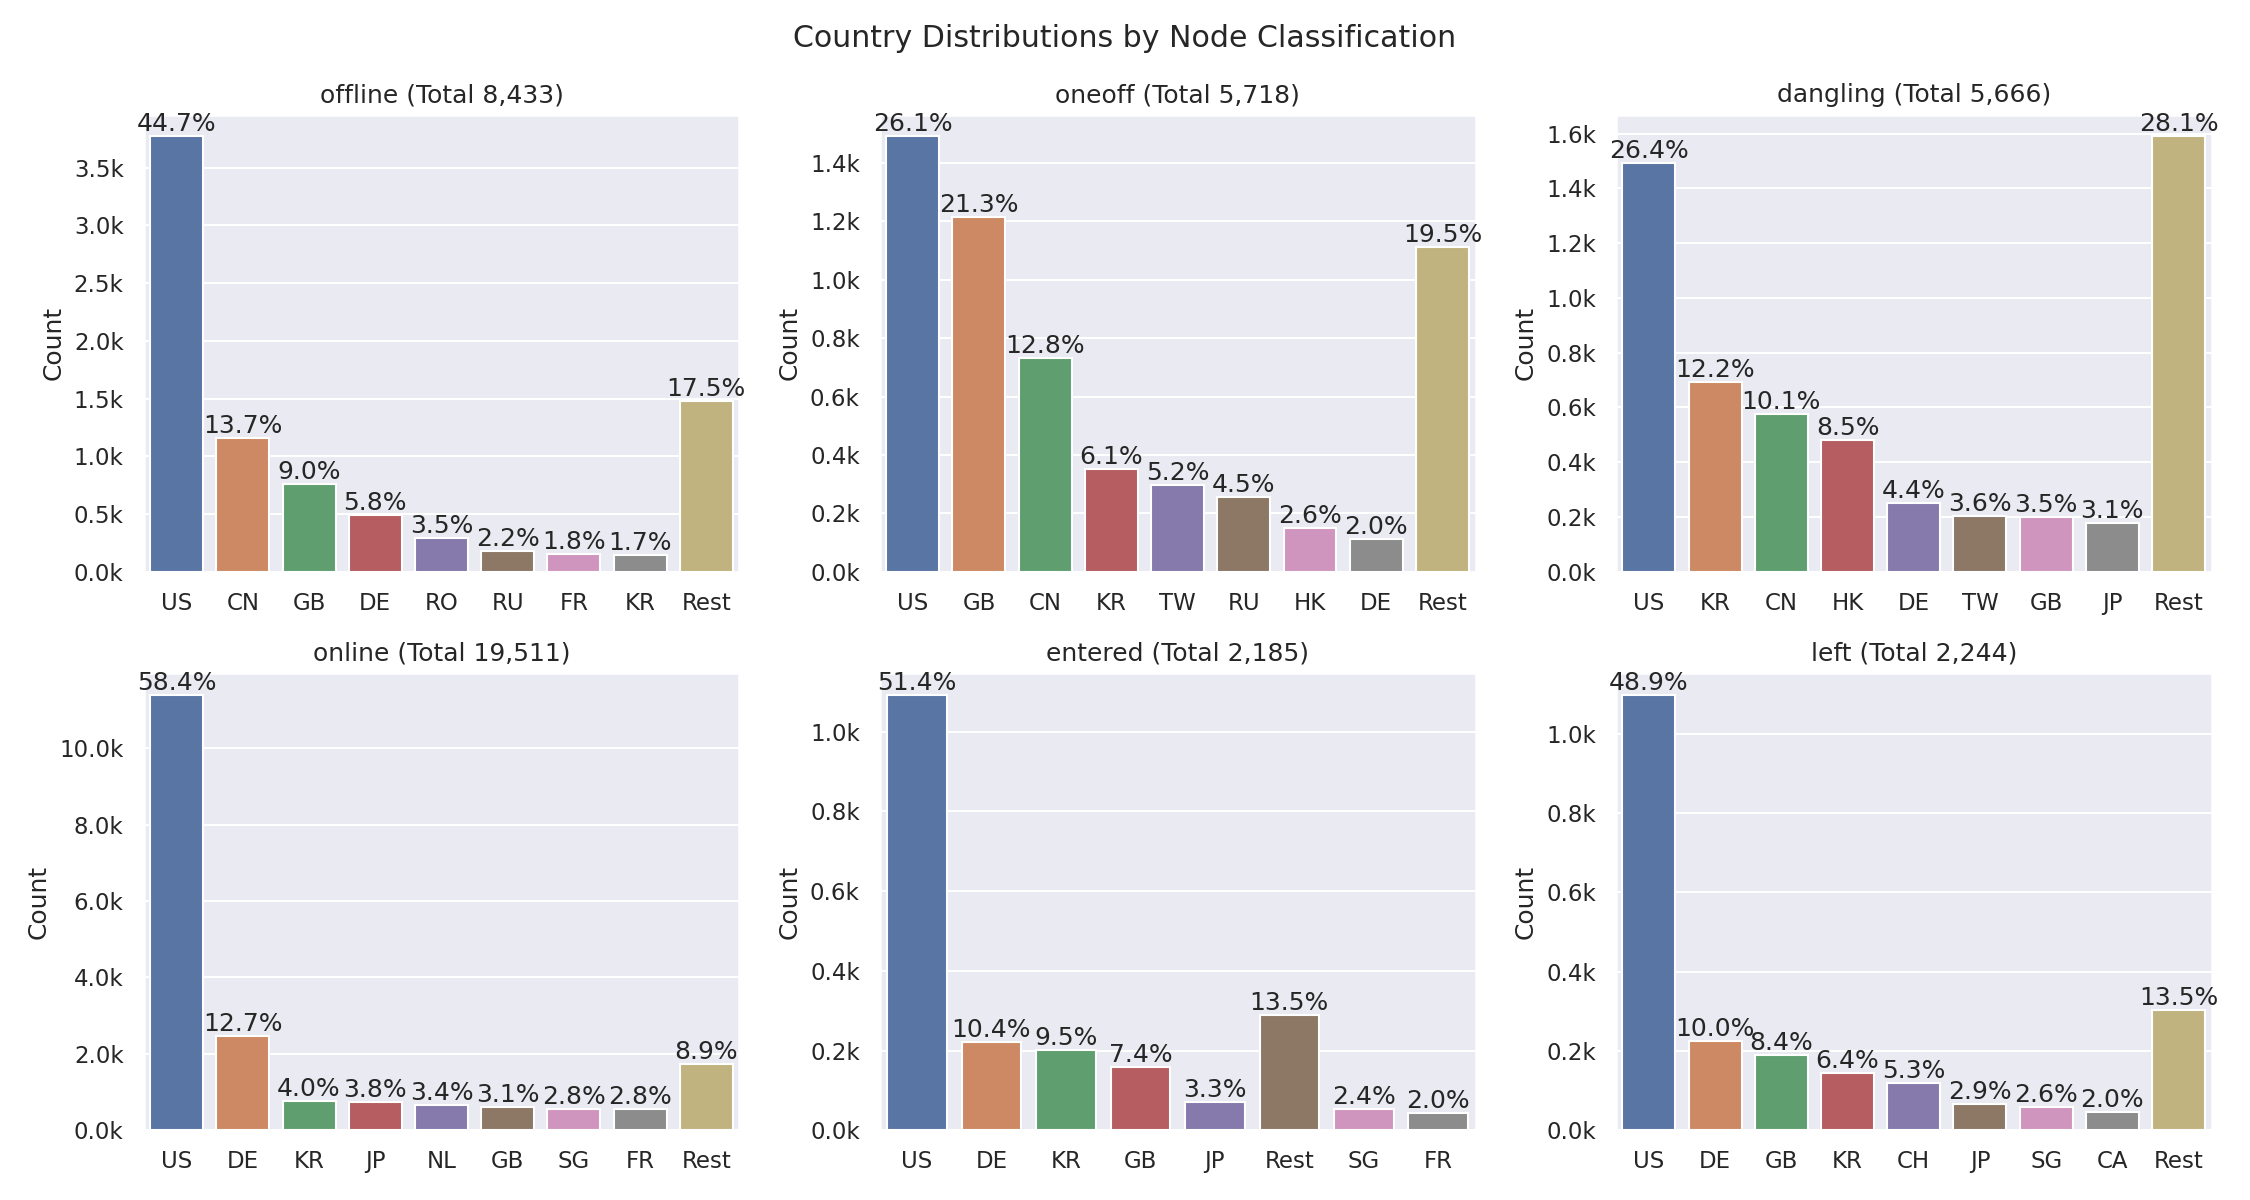 Country Distributions by Node Classification
offline (Total 8,433)
Count
3.5k
3.0k
2.5k
2.0k
1.5k
1.0k
0.5k
0.0k
44.7%
13.7%
9.0%
5.8%
3.5%
2.2%
1.8%
1.7%
17.5%
US CN GB DE RO RU FR KR Rest
oneoff (Total 5,718)
Count
1.4k
1.2k
1.0k
0.8k
0.6k
0.4k
0.2k
0.0k
26.1%
21.3%
12.8%
6.1%
5.2%
4.5%
2.6%
2.0%
19.5%
US GB CN KR TW RU HK DE Rest
dangling (Total 5,666)
Count
1.6k
1.4k
1.2k
1.0k
0.8k
0.6k
0.4k
0.2k
0.0k
26.4%
12.2%
10.1%
8.5%
4.4%
3.6%
3.5%
3.1%
28.1%
US KR CN HK DE TW GB JP Rest
online (Total 19,511)
Count
10.0k
8.0k
6.0k
4.0k
2.0k
0.0k
58.4%
12.7%
4.0%
3.8%
3.4%
3.1%
2.8%
2.8%
8.9%
US DE KR JP NL GB SG FR Rest
entered (Total 2,185)
Count
1.0k
0.8k
0.6k
0.4k
0.2k
0.0k
51.4%
10.4%
9.5%
7.4%
3.3%
13.5%
2.4%
2.0%
US DE KR GB JP Rest SG FR
left (Total 2,244)
Count
1.0k
0.8k
0.6k
0.4k
0.2k
0.0k
48.9%
10.0%
8.4%
6.4%
5.3%
2.9%
2.6%
2.0%
13.5%
US DE GB KR CH JP SG CA Rest